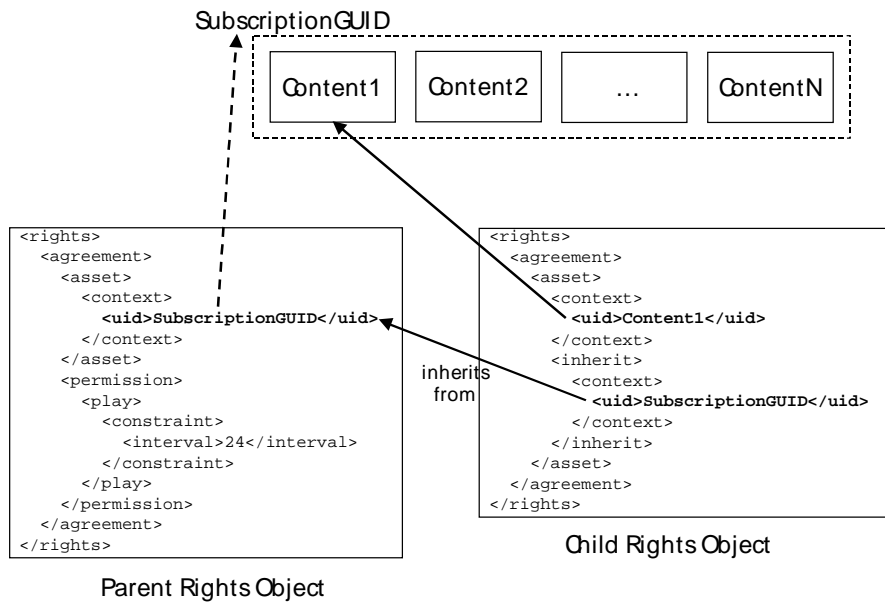 SubscriptionGUID
Content1
Content2
...
ContentN
<rights>
<agreement>
<asset>
<context>
<uid>SubscriptionGUID</uid>
</context>
</asset>
<permission>
<play>
<constraint>
<interval>24</interval>
</constraint>
</play>
</permission>
</agreement>
</rights>
Parent Rights Object
inherits
from
<rights>
<agreement>
<asset>
<context>
<uid>Content1</uid>
</context>
<inherit>
<context>
<uid>SubscriptionGUID</uid>
</context>
</inherit>
</asset>
</agreement>
</rights>
Child Rights Object